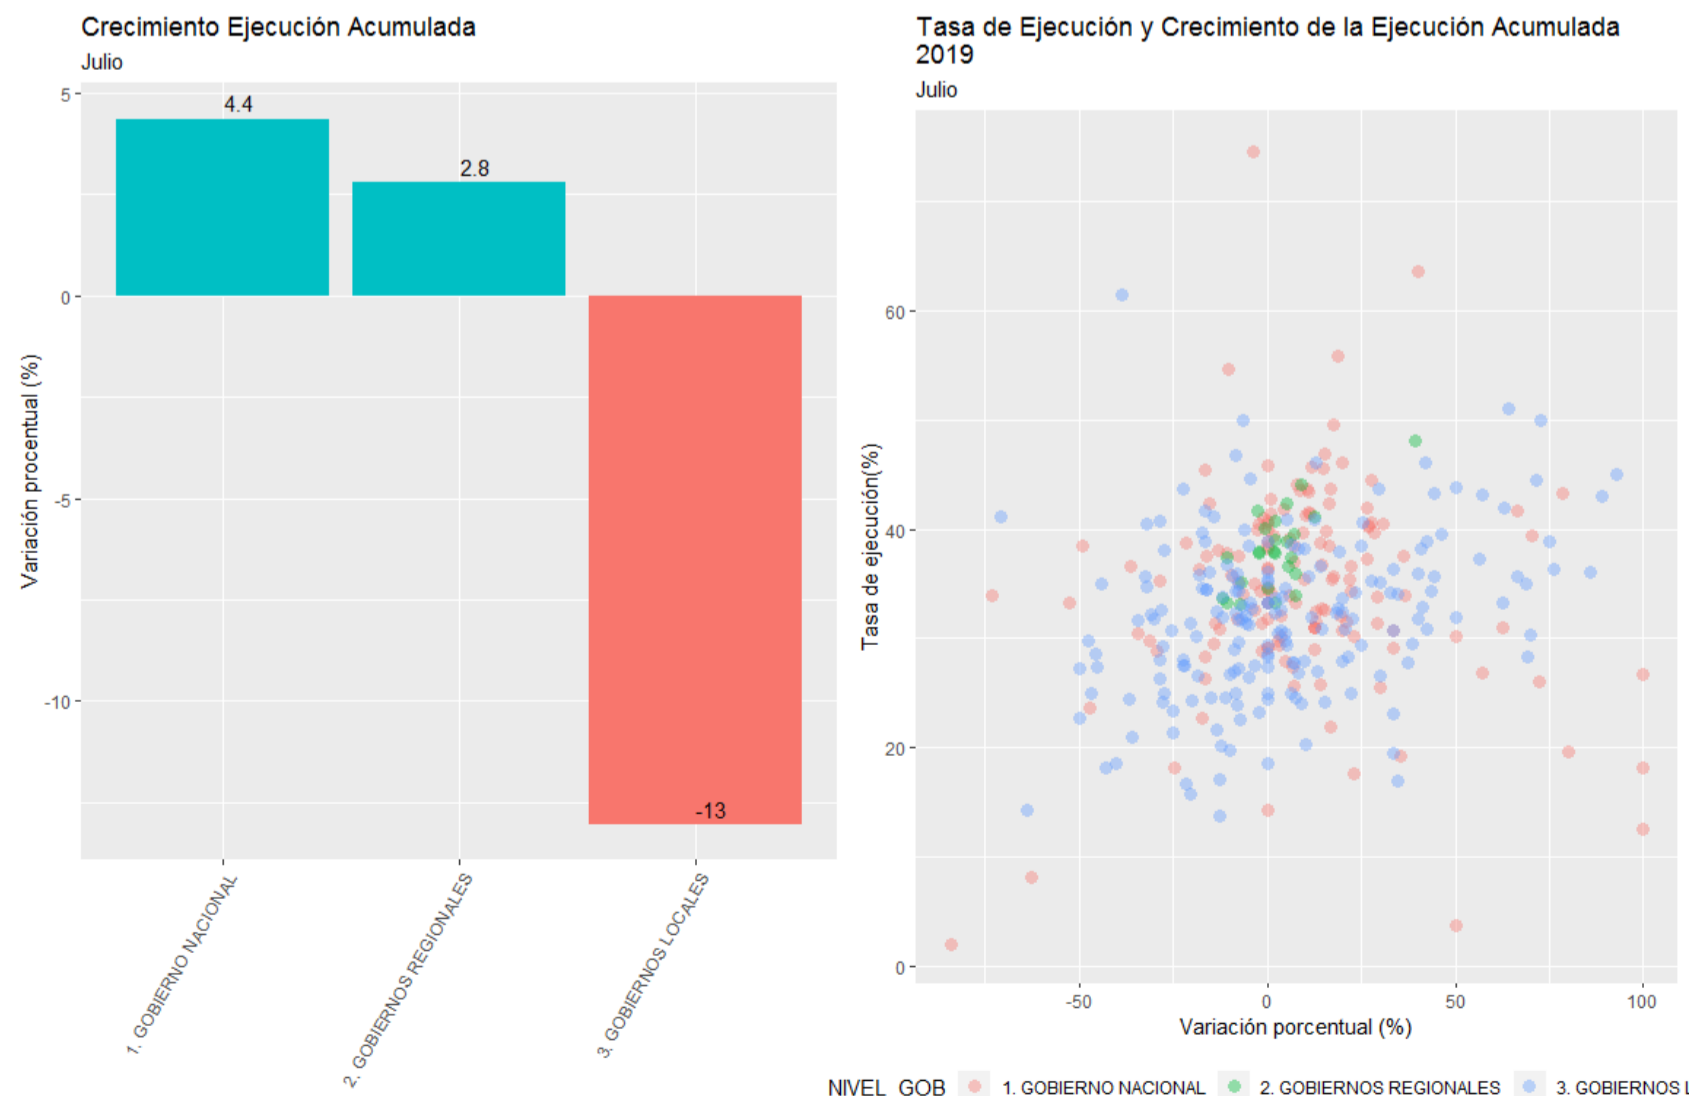 Crecimiento Ejecución Acumulada
Julio
Variación procentual (%)
5
0
-5
-10
4.4
2.8
-13
1. GOBIERNO NACIONAL
2. GOBIERNOS REGIONALES
3. GOBIERNOS LOCALES
Tasa de Ejecución y Crecimiento de la Ejecución Acumulada
2019
Julio
Tasa de ejecución(%)
60
40
20
0
-50
0
50
100
Variación porcentual (%)
NIVEL_GOB
1. GOBIERNO NACIONAL
2. GOBIERNOS REGIONALES
3. GOBIERNOS L